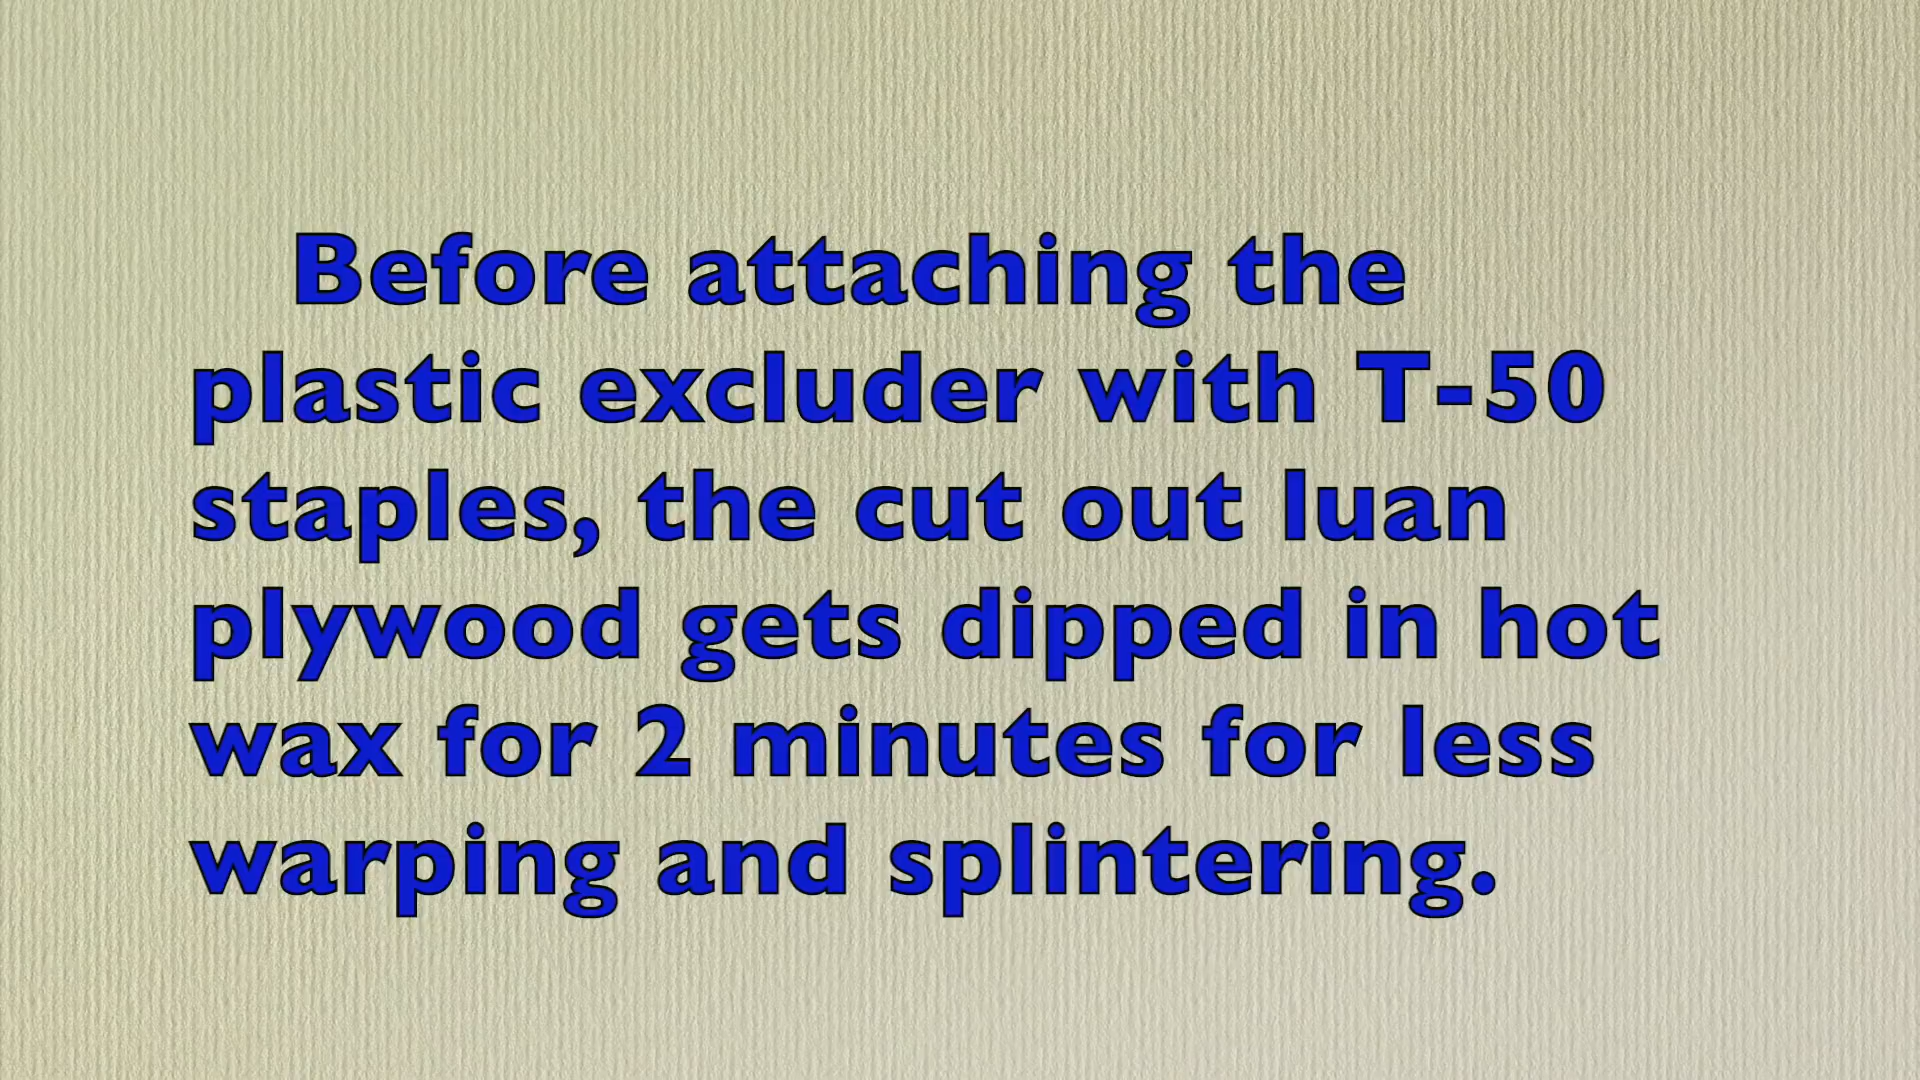 Before attaching the
plastic excluder with T-50
staples, the cut out luan
plywood gets dipped in hot
wax for 2 minutes for less
warping and splintering.